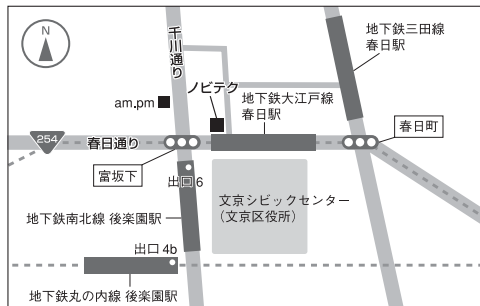 N
千川通り
地下鉄三田線
春日駅
ノビテク
am.pm
地下鉄大江戸線
春日駅
254
春日通り
春日町
富坂下
出口6
文京シビックセンター
(文京区役所)
地下鉄南北線 後楽園駅
出口4b
地下鉄丸の内線 後楽園駅